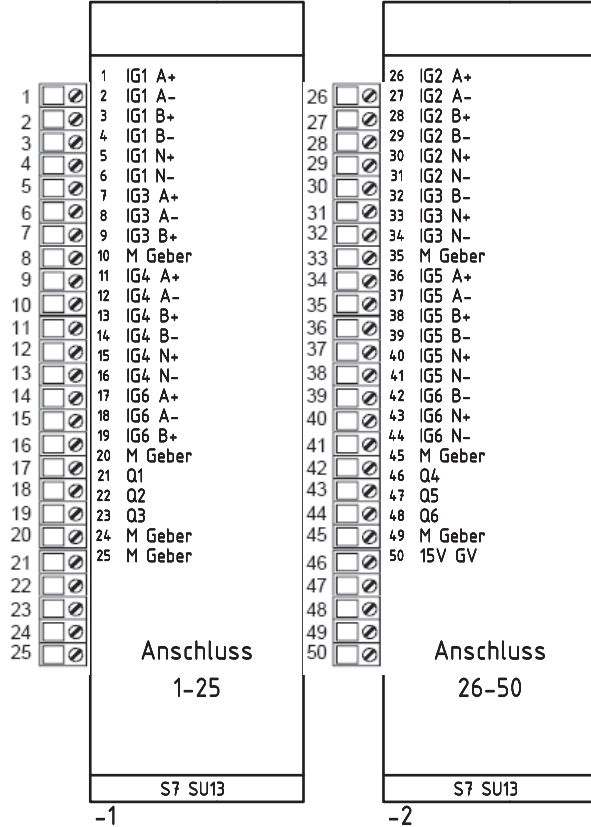 1 IG1 A+
2 IG1 A-
3 IG1 B+
4 IG1 B-
5 IG1 N+
6 IG1 N-
7 IG3 A+
8 IG3 A-
9 IG3 B+
10 M Geber
11 IG4 A+
12 IG4 A-
13 IG4 B+
14 IG4 B-
15 IG4 N+
16 IG4 N-
17 IG6 A+
18 IG6 A-
19 IG6 B+
20 M Geber
21 Q1
22 Q2
23 Q3
24 M Geber
25 M Geber
1
2
3
4
5
6
7
8
9
10
11
12
13
14
15
16
17
18
19
20
21
22
23
24
25
Anschluss
1-25
S7 SU13
-1
26 IG2 A+
27 IG2 A-
28 IG2 B+
29 IG2 B-
30 IG2 N+
31 IG2 N-
32 IG3 B-
33 IG3 N+
34 IG3 N-
35 M Geber
36 IG5 A+
37 IG5 A-
38 IG5 B+
39 IG5 B-
40 IG5 N+
41 IG5 N-
42 IG6 B-
43 IG6 N+
44 IG6 N-
45 M Geber
46 Q4
47 Q5
48 Q6
49 M Geber
50 15V GV
26
27
28
29
30
31
32
33
34
35
36
37
38
39
40
41
42
43
44
45
46
47
48
49
50
Anschluss
26-50
S7 SU13
-2